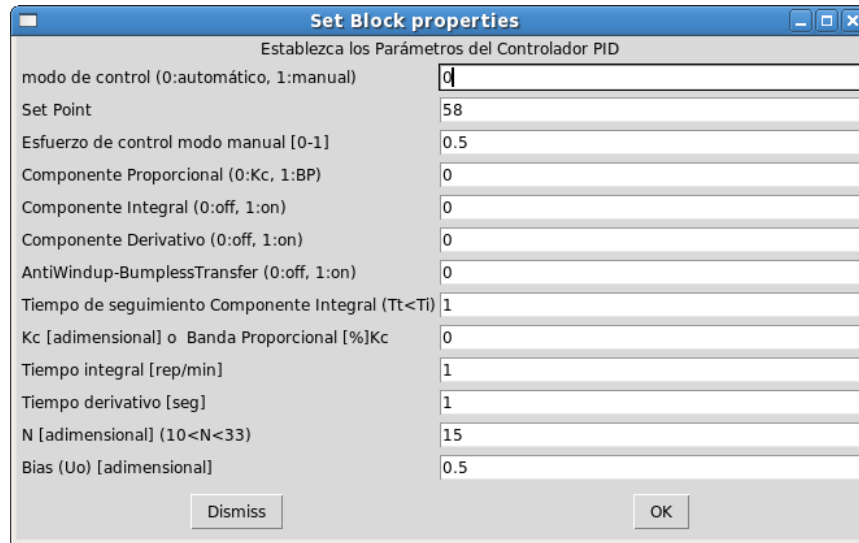 Set Block properties
Establezca los Parámetros del Controlador PID
modo de control (0:automático, 1:manual) 0
Set Point 58
Esfuerzo de control modo manual [0-1] 0.5
Componente Proporcional (0:Kc, 1:BP) 0
Componente Integral (0:off, 1:on) 0
Componente Derivativo (0:off, 1:on) 0
AntiWindup-BumplessTransfer (0:off, 1:on) 0
Tiempo de seguimiento Componente Integral (Tt<Ti) 1
Kc [adimensional] o  Banda Proporcional [%]Kc 0
Tiempo integral [rep/min] 1
Tiempo derivativo [seg] 1
N [adimensional] (10<N<33) 15
Bias (Uo) [adimensional] 0.5
Dismiss OK